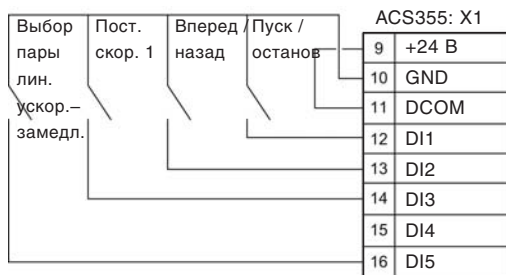 ACS355: X1
Выбор
пары
лин.
ускор.–
замедл.
Пост.
скор. 1
Вперед /
назад
Пуск /
останов
9 +24 В
10 GND
11 DCOM
12 DI1
13 DI2
14 DI3
15 DI4
16 DI5